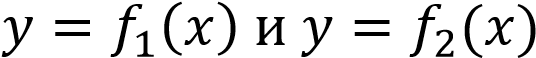 y = f₁(x) и y = f₂(x)